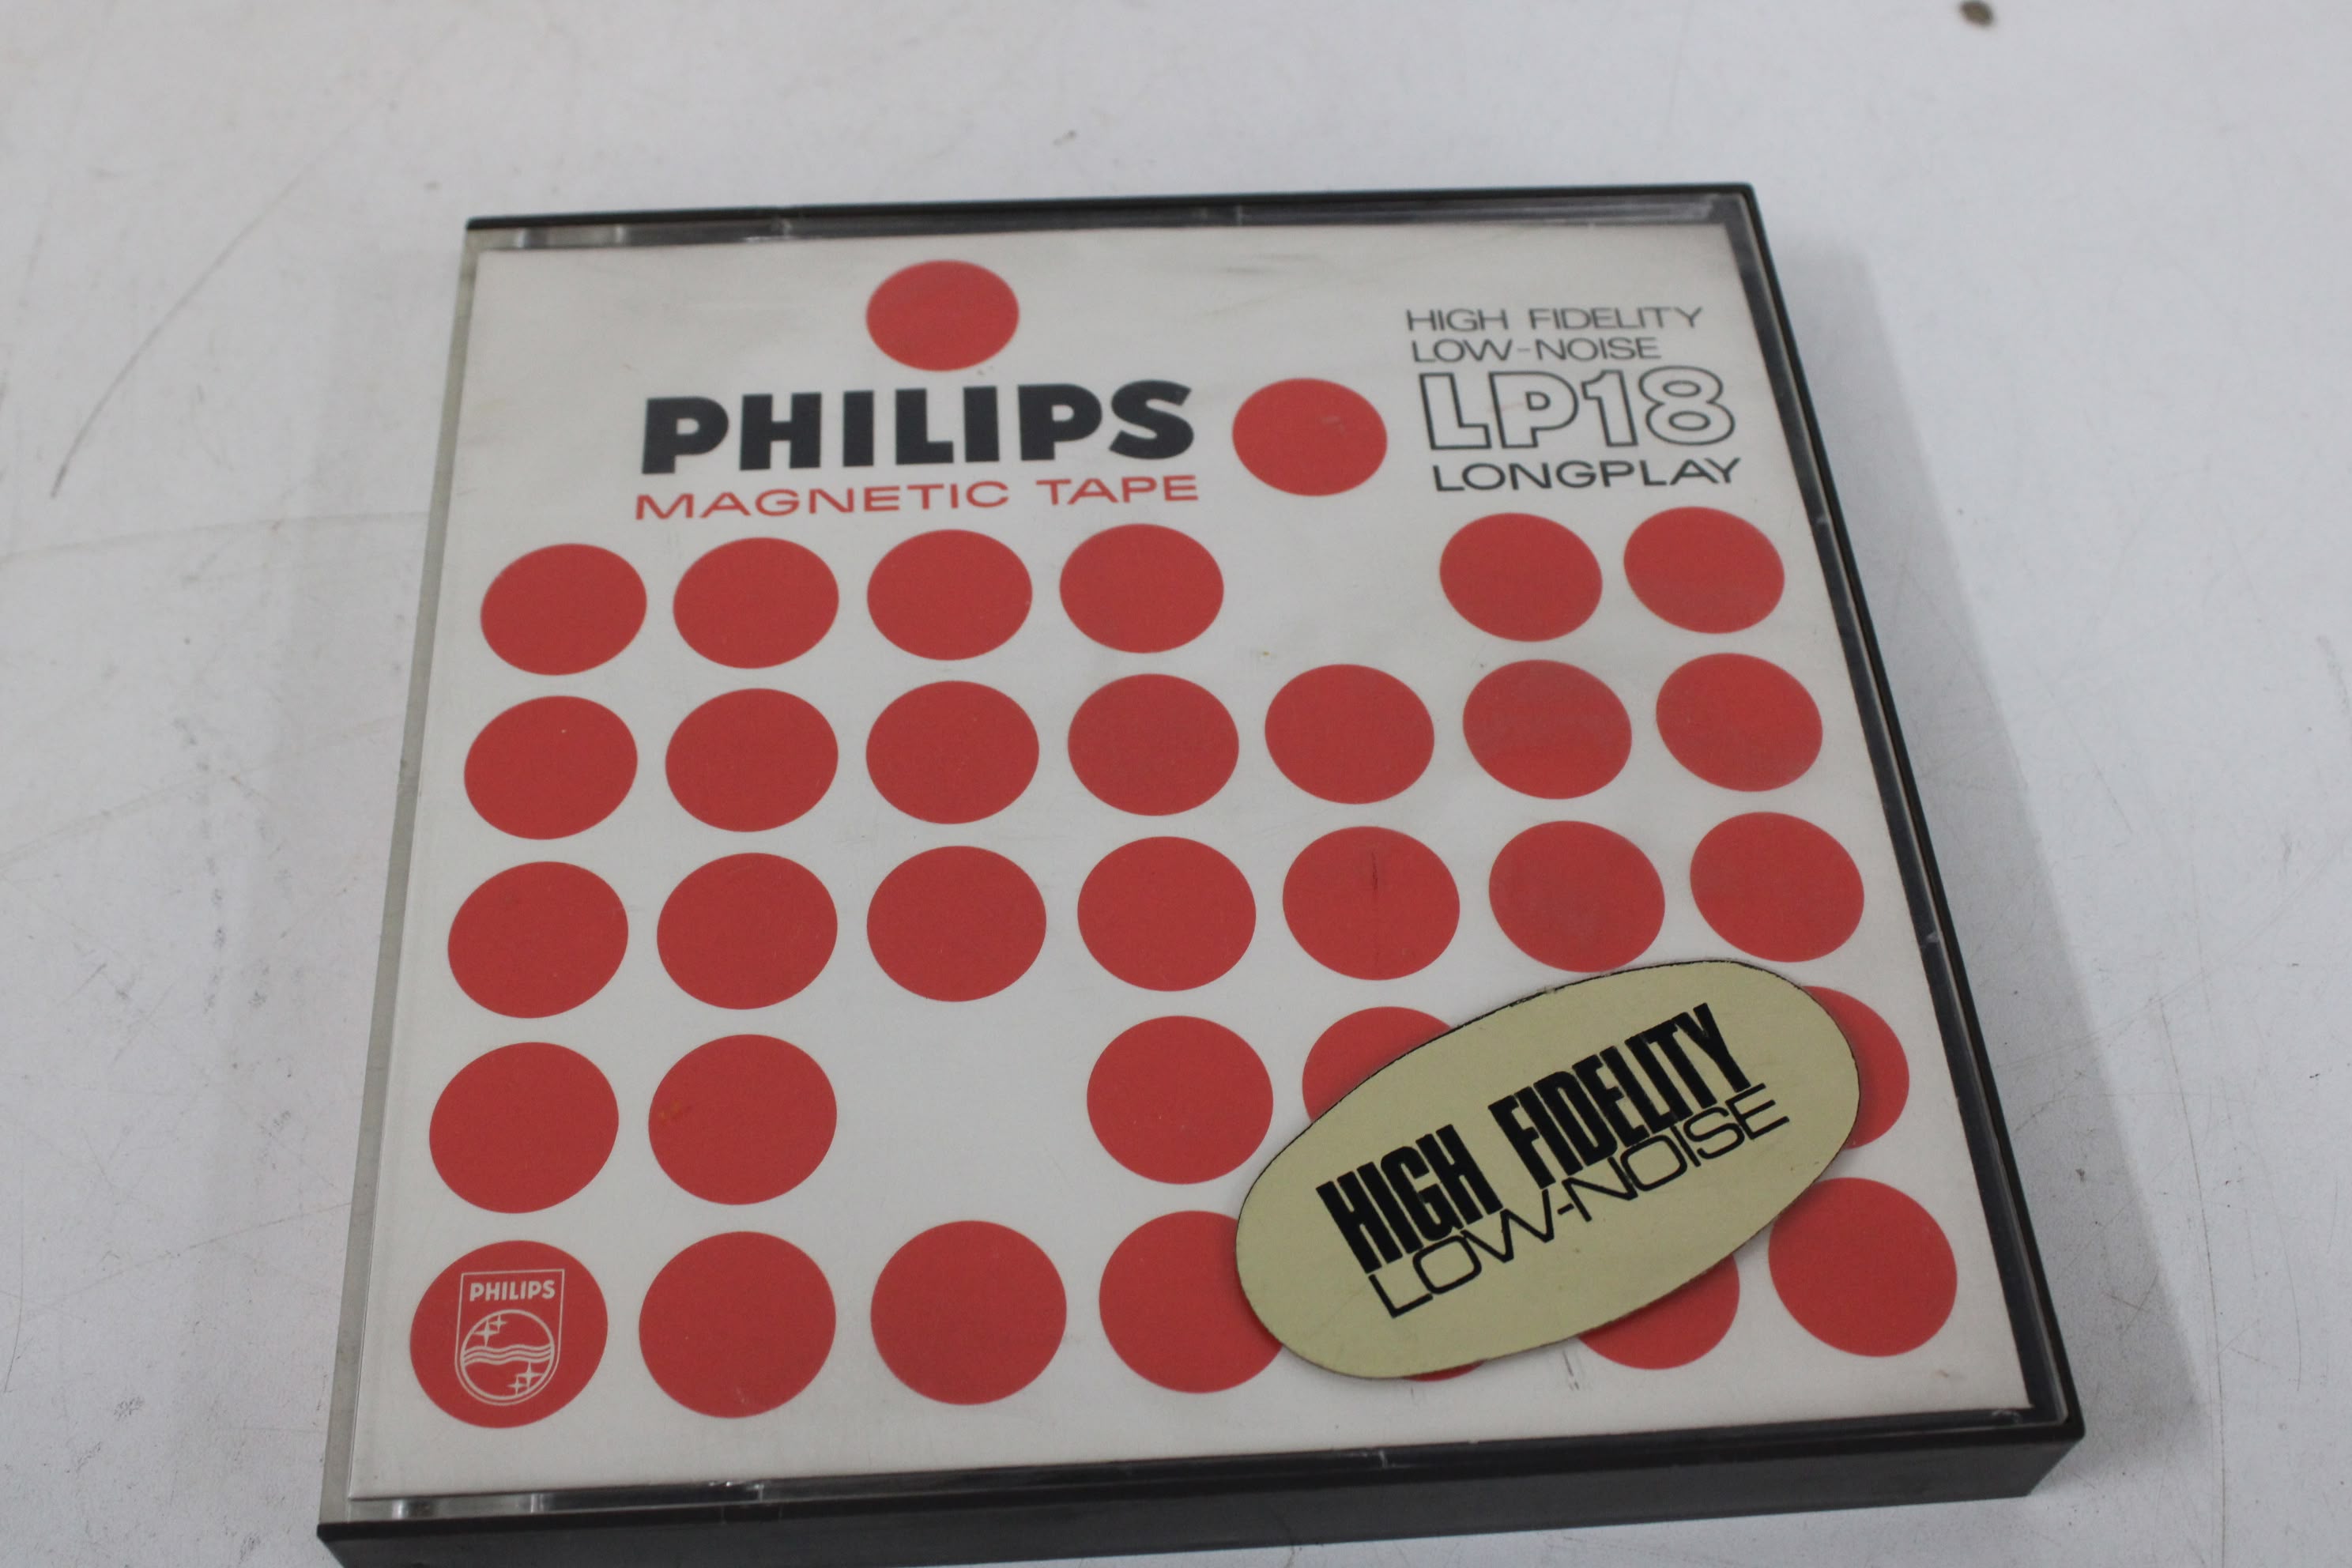 PHILIPS
MAGNETIC TAPE
HIGH FIDELITY
LOW-NOISE
LP18
LONGPLAY
HIGH FIDELITY
LOW-NOISE
PHILIPS